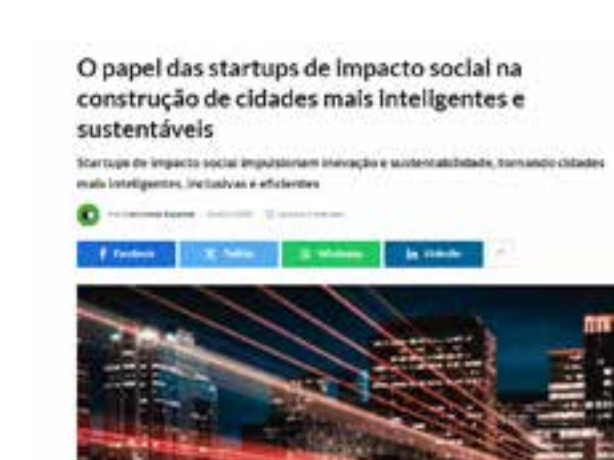 O papel das startups de impacto social na
construção de cidades mais inteligentes e
sustentáveis
Startups de impacto social impulsionam inovação e sustentabilidade, tornando cidades
mais inteligentes, inclusivas e eficientes
Facebook
Twitter
WhatsApp
LinkedIn